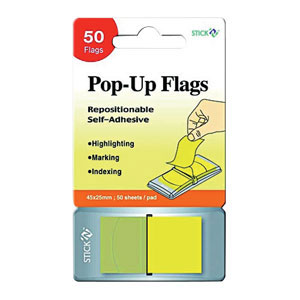 50
Flags
STICK N
Pop-Up Flags
Repositionable
Self-Adhesive
•Highlighting
•Marking
•Indexing
45x25mm; 50 sheets / pad
STICK N